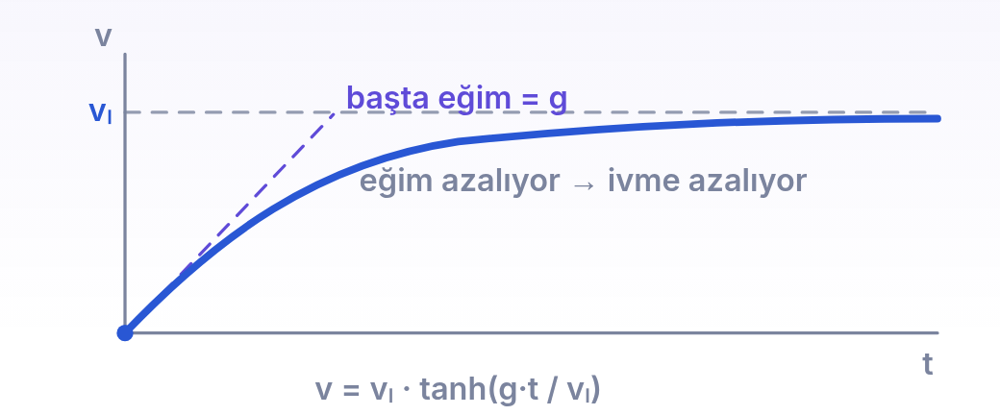 v
vₗ
başta eğim = g
eğim azalıyor → ivme azalıyor
t
v = vₗ · tanh(g·t / vₗ)